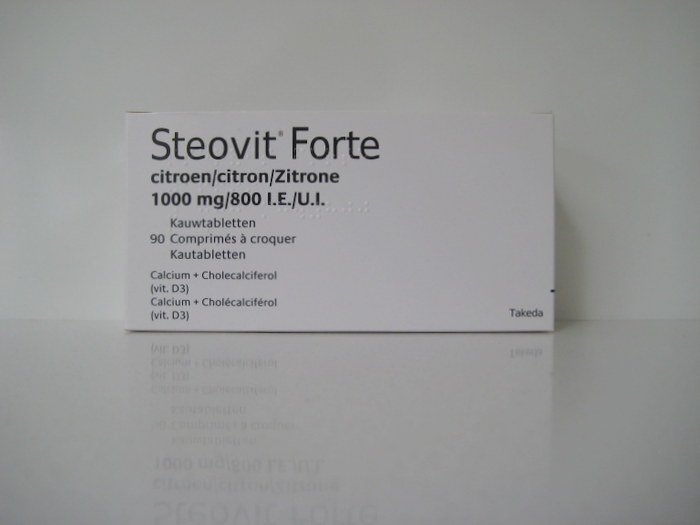 Steovit® Forte
citroen/citron/Zitrone
1000 mg/800 I.E./U.I.
Kauwtabletten
90 Comprimés à croquer
Kautabletten
Calcium + Cholecalciferol
(vit. D3)
Calcium + Cholécalciférol
(vit. D3)
Takeda